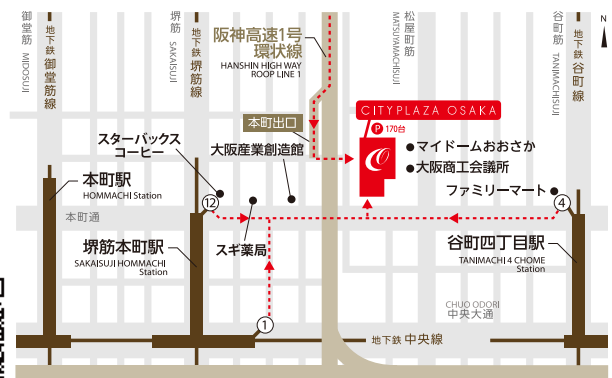 御堂筋 MIDOSUJI
地下鉄 御堂筋線
堺筋 SAKAISUJI
地下鉄 堺筋線
阪神高速1号
環状線
HANSHIN HIGH WAY
ROOP LINE 1
松屋町筋 MATSUYAMACHISUJI
谷町筋 TANIMACHISUJI
地下鉄 谷町線
N
CITYPLAZA OSAKA
P 170台
本町出口
マイドームおおさか
大阪商工会議所
スターバックス
コーヒー
大阪産業創造館
ファミリーマート
本町駅
HOMMACHI Station
12
4
本町通
スギ薬局
堺筋本町駅
SAKAISUJI HOMMACHI
Station
谷町四丁目駅
TANIMACHI 4 CHOME
Station
CHUO ODORI
中央大通
1
地下鉄 中央線